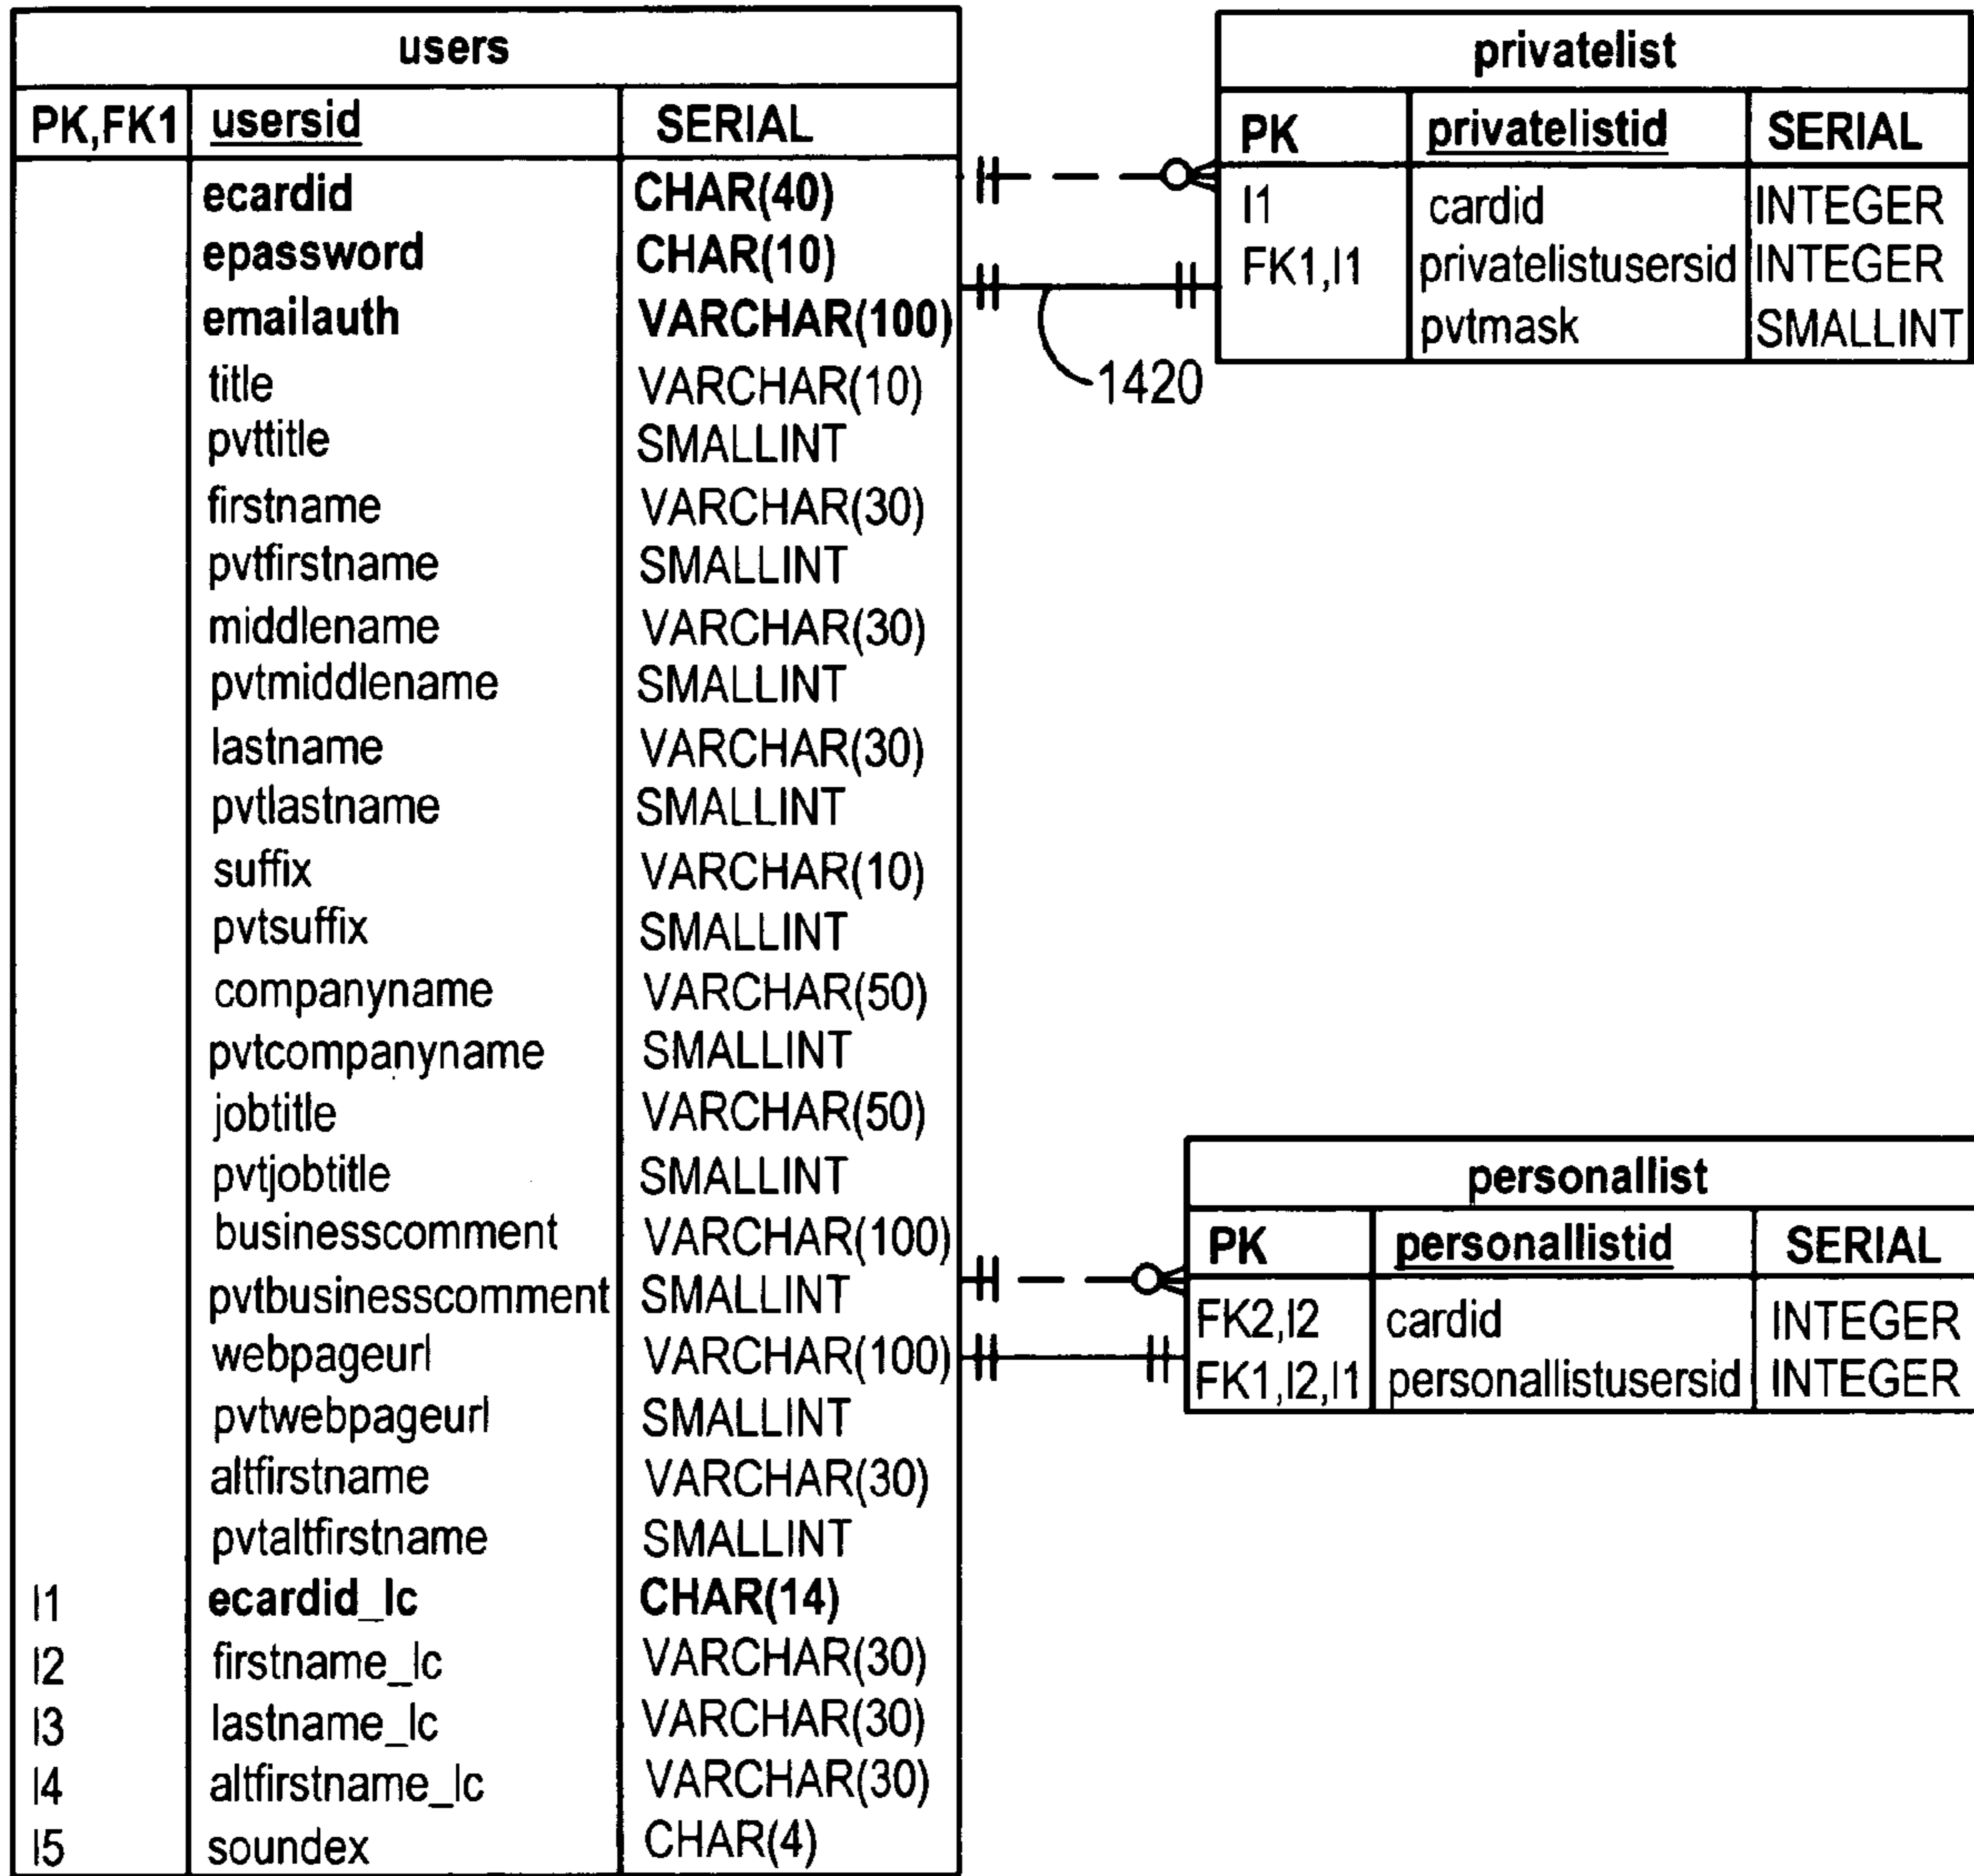 users
PK,FK1 usersid SERIAL
ecardid CHAR(40)
epassword CHAR(10)
emailauth VARCHAR(100)
title VARCHAR(10)
pvttitle SMALLINT
firstname VARCHAR(30)
pvtfirstname SMALLINT
middlename VARCHAR(30)
pvtmiddlename SMALLINT
lastname VARCHAR(30)
pvtlastname SMALLINT
suffix VARCHAR(10)
pvtsuffix SMALLINT
companyname VARCHAR(50)
pvtcompanyname SMALLINT
jobtitle VARCHAR(50)
pvtjobtitle SMALLINT
businesscomment VARCHAR(100)
pvtbusinesscomment SMALLINT
webpageurl VARCHAR(100)
pvtwebpageurl SMALLINT
altfirstname VARCHAR(30)
pvtaltfirstname SMALLINT
I1 ecardid_lc CHAR(14)
I2 firstname_lc VARCHAR(30)
I3 lastname_lc VARCHAR(30)
I4 altfirstname_lc VARCHAR(30)
I5 soundex CHAR(4)
privatelist
PK privatelistid SERIAL
I1 cardid INTEGER
FK1,I1 privatelistusersid INTEGER
pvtmask SMALLINT
1420
personallist
PK personallistid SERIAL
FK2,I2 cardid INTEGER
FK1,I2,I1 personallistusersid INTEGER